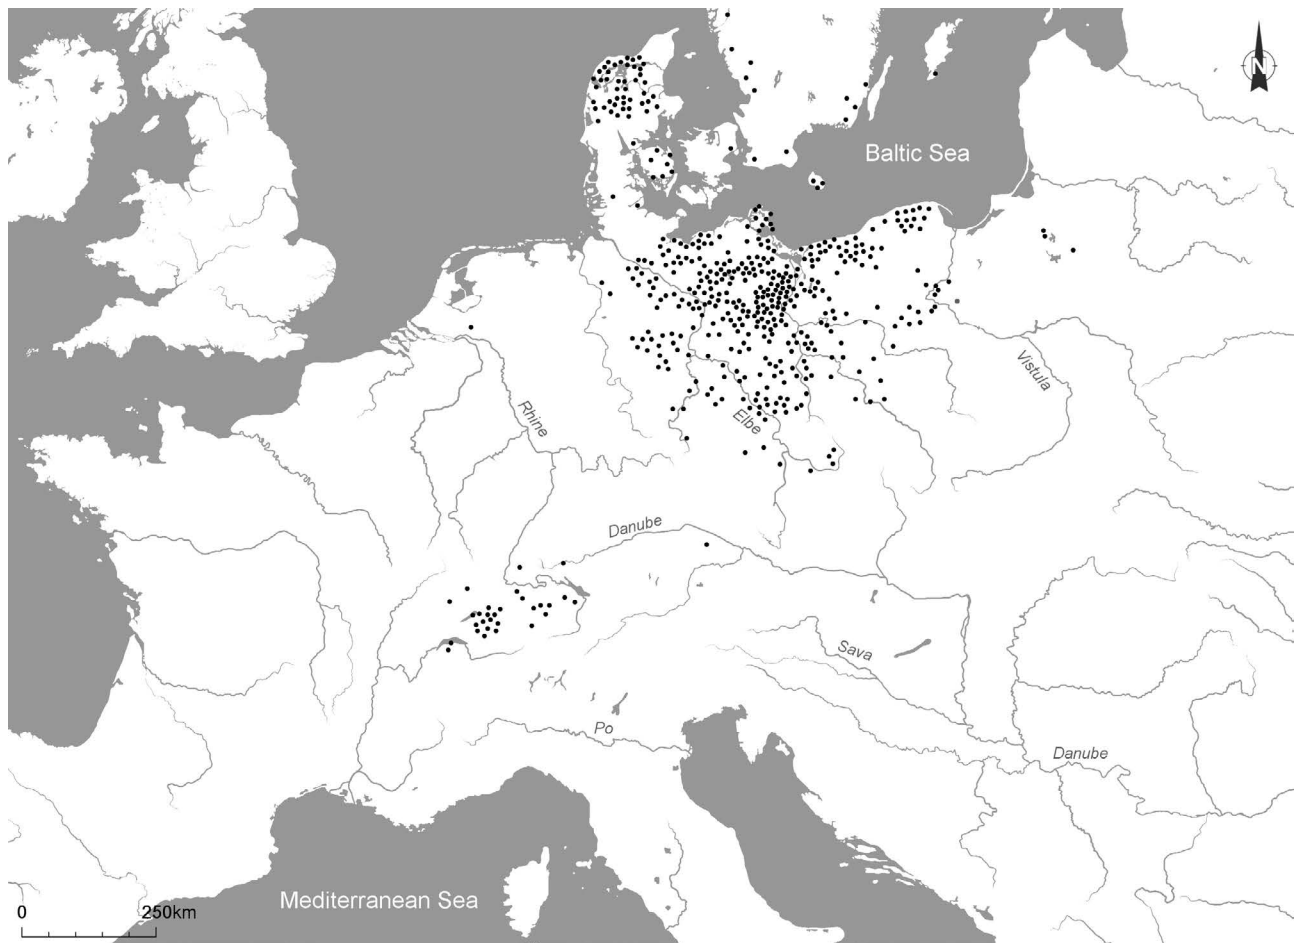 N
Baltic Sea
Vistula
Rhine
Elbe
Danube
Sava
Po
Danube
Mediterranean Sea
0 250km